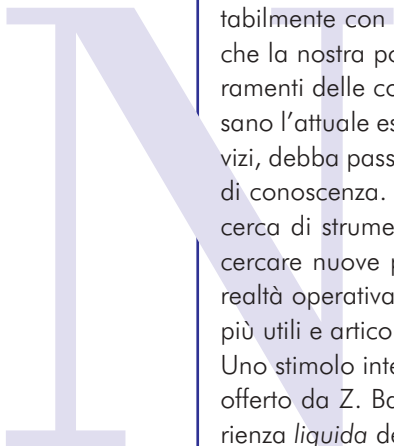 N
tabilmente con
che la nostra po
ramenti delle co
sano l'attuale es
vizi, debba pass
di conoscenza.
cerca di strume
cercare nuove p
realtà operativa
più utili e artico
Uno stimolo inte
offerto da Z. Ba
rienza liquida de